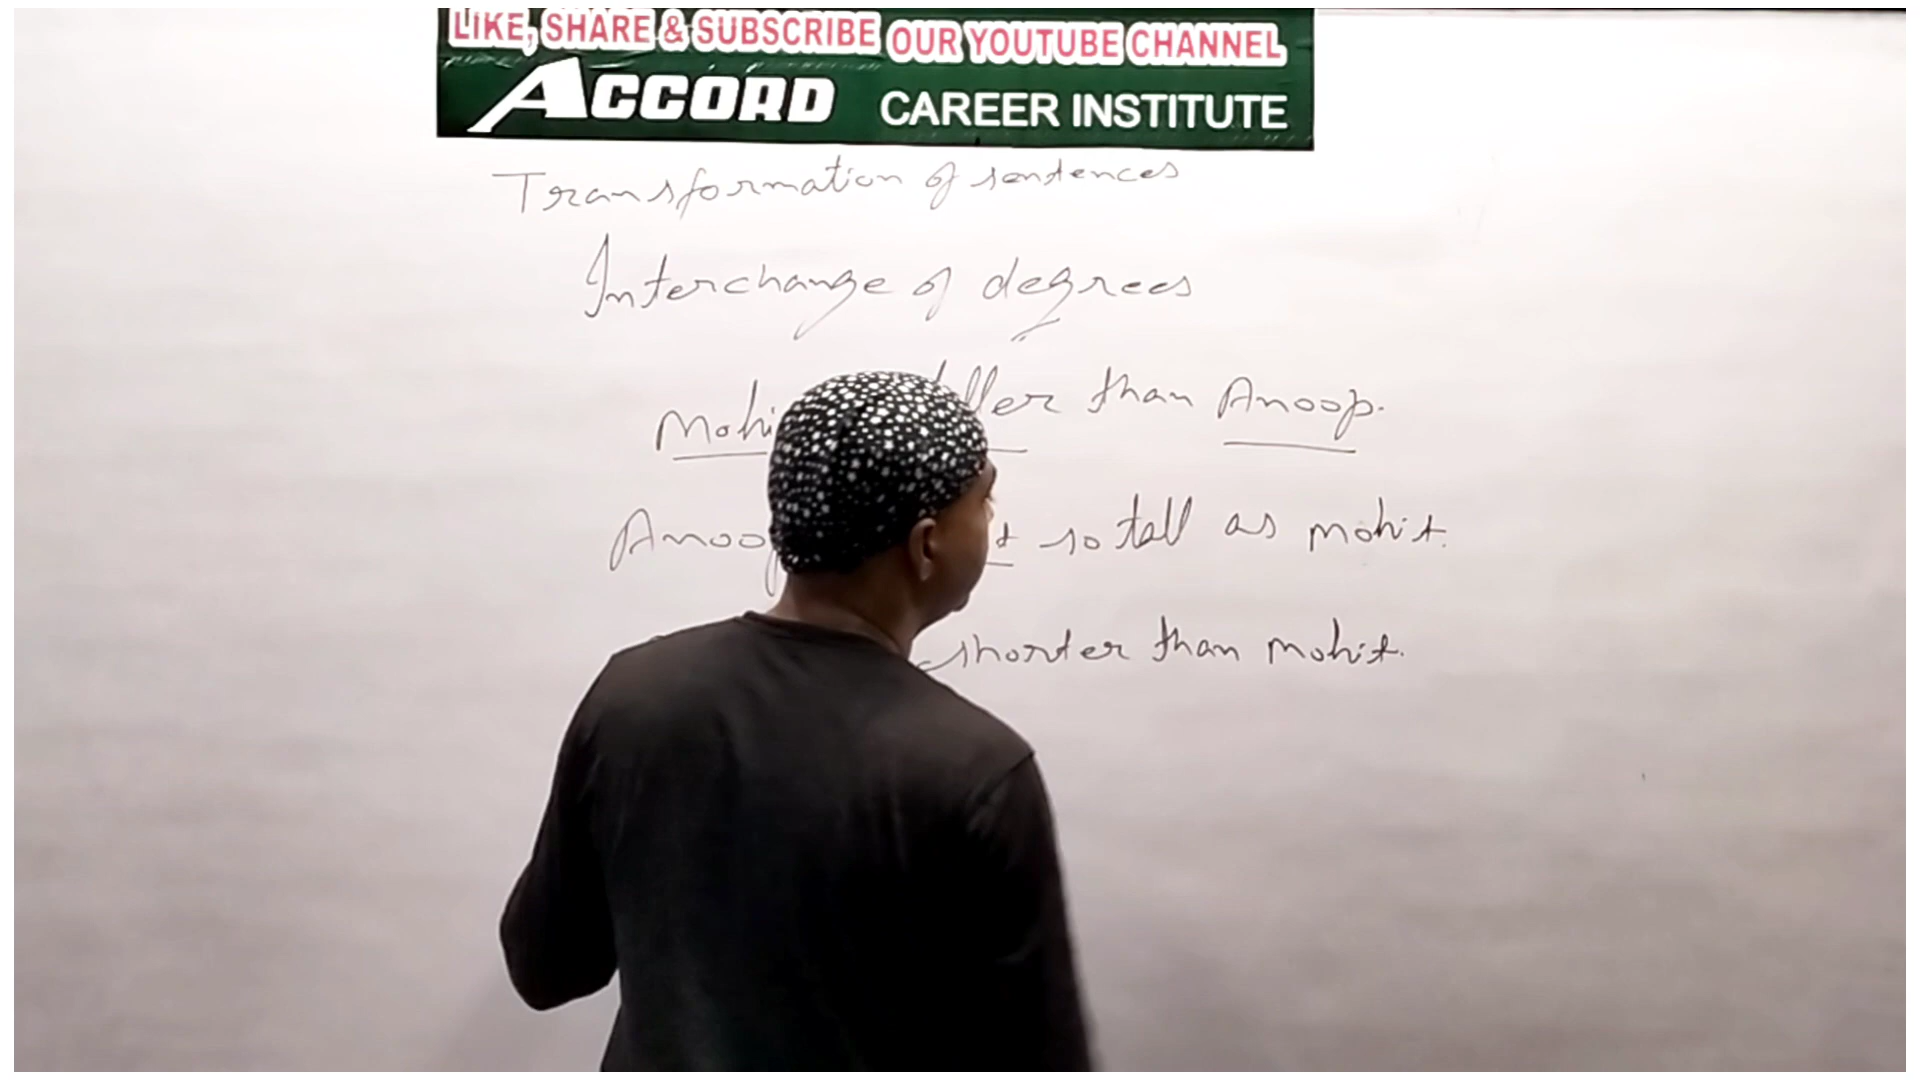 LIKE, SHARE & SUBSCRIBE OUR YOUTUBE CHANNEL
ACCORD CAREER INSTITUTE
Transformation of sentences
Interchange of degrees
than Anoop.
so tall as mohit.
shorter than mohit.